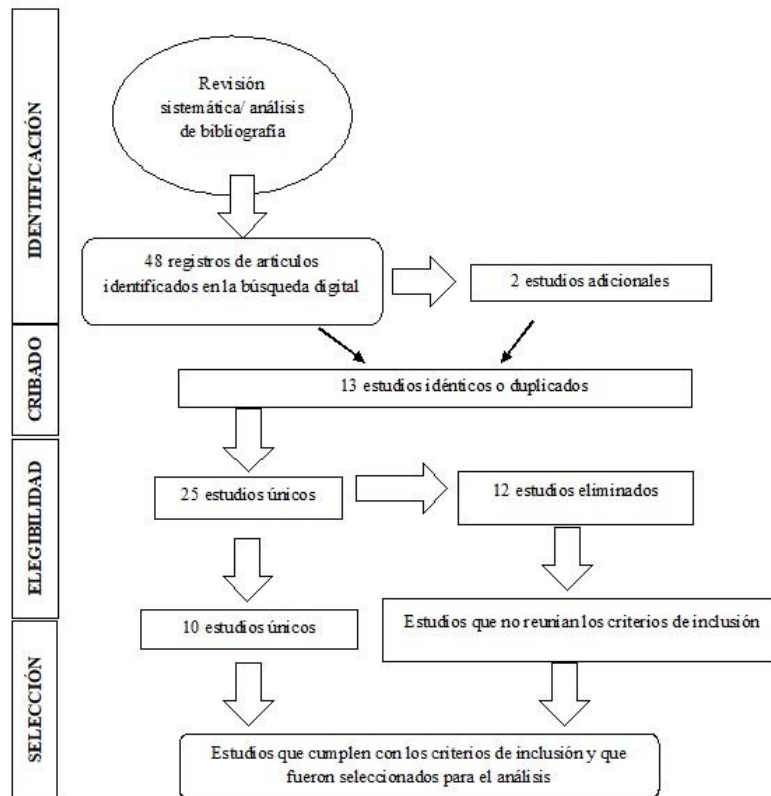 IDENTIFICACIÓN
Revisión
sistemática/ análisis
de bibliografía
48 registros de artículos
identificados en la búsqueda digital
2 estudios adicionales
CRIBADO
13 estudios idénticos o duplicados
ELEGIBILIDAD
25 estudios únicos
12 estudios eliminados
10 estudios únicos
Estudios que no reunían los criterios de inclusión
SELECCIÓN
Estudios que cumplen con los criterios de inclusión y que
fueron seleccionados para el análisis